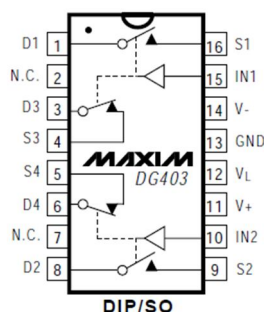 D1 1 16 S1
N.C. 2 15 IN1
D3 3 14 V-
S3 4 13 GND
MAXIM
S4 5 12 VL
DG403
D4 6 11 V+
N.C. 7 10 IN2
D2 8 9 S2
DIP/SO